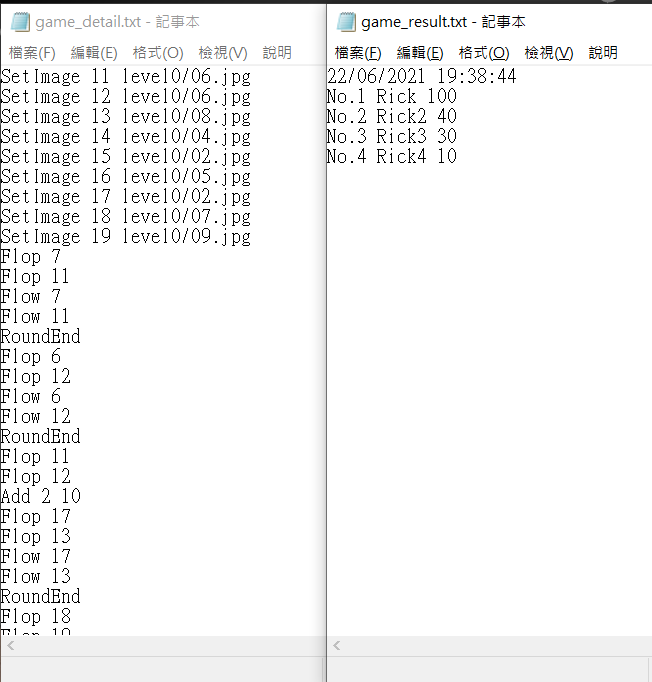 game_detail.txt - 記事本
檔案(F) 編輯(E) 格式(O) 檢視(V) 說明
SetImage 11 level0/06.jpg
SetImage 12 level0/06.jpg
SetImage 13 level0/08.jpg
SetImage 14 level0/04.jpg
SetImage 15 level0/02.jpg
SetImage 16 level0/05.jpg
SetImage 17 level0/02.jpg
SetImage 18 level0/07.jpg
SetImage 19 level0/09.jpg
Flop 7
Flop 11
Flow 7
Flow 11
RoundEnd
Flop 6
Flop 12
Flow 6
Flow 12
RoundEnd
Flop 11
Flop 12
Add 2 10
Flop 17
Flop 13
Flow 17
Flow 13
RoundEnd
Flop 18
Flop 19
game_result.txt - 記事本
檔案(F) 編輯(E) 格式(O) 檢視(V) 說明
22/06/2021 19:38:44
No.1 Rick 100
No.2 Rick2 40
No.3 Rick3 30
No.4 Rick4 10